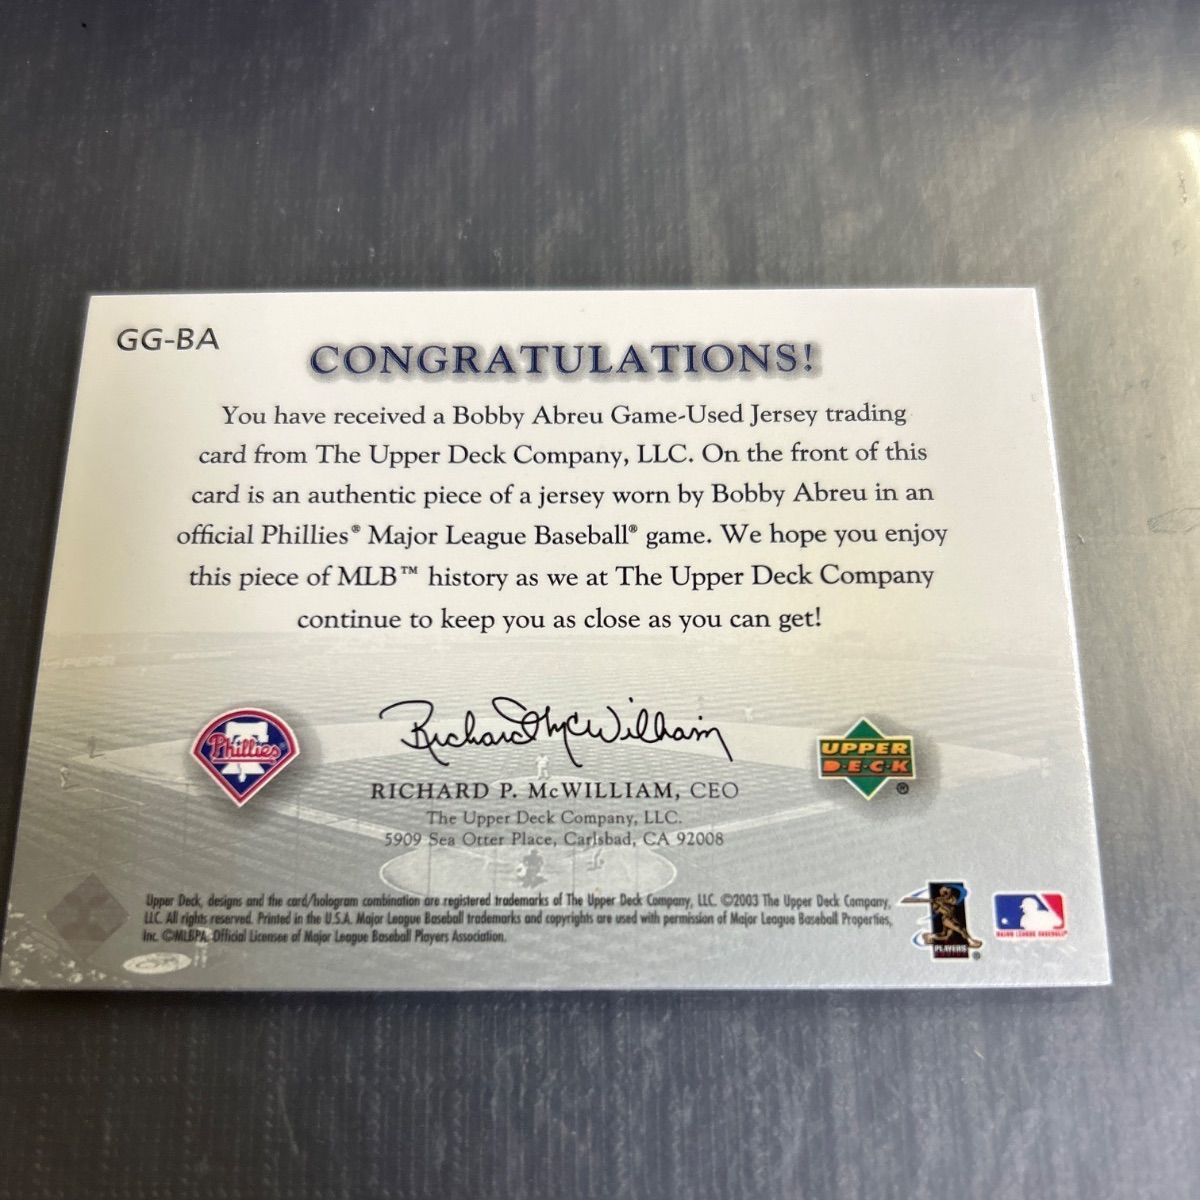 GG-BA
CONGRATULATIONS!
You have received a Bobby Abreu Game-Used Jersey trading
card from The Upper Deck Company, LLC. On the front of this
card is an authentic piece of a jersey worn by Bobby Abreu in an
official Phillies® Major League Baseball® game. We hope you enjoy
this piece of MLB™ history as we at The Upper Deck Company
continue to keep you as close as you can get!
PEPSI
Phillies
Richard McWilliam
UPPER
D·E·C·K
®
RICHARD P. McWILLIAM, CEO
The Upper Deck Company, LLC.
5909 Sea Otter Place, Carlsbad, CA 92008
Upper Deck, designs and the card/hologram combination are registered trademarks of The Upper Deck Company, LLC. ©2003 The Upper Deck Company,
LLC. All rights reserved. Printed in the U.S.A. Major League Baseball trademarks and copyrights are used with permission of Major League Baseball Properties,
Inc. ©MLBPA. Official Licensee of Major League Baseball Players Association.
PLAYERS
®
MAJOR LEAGUE BASEBALL®